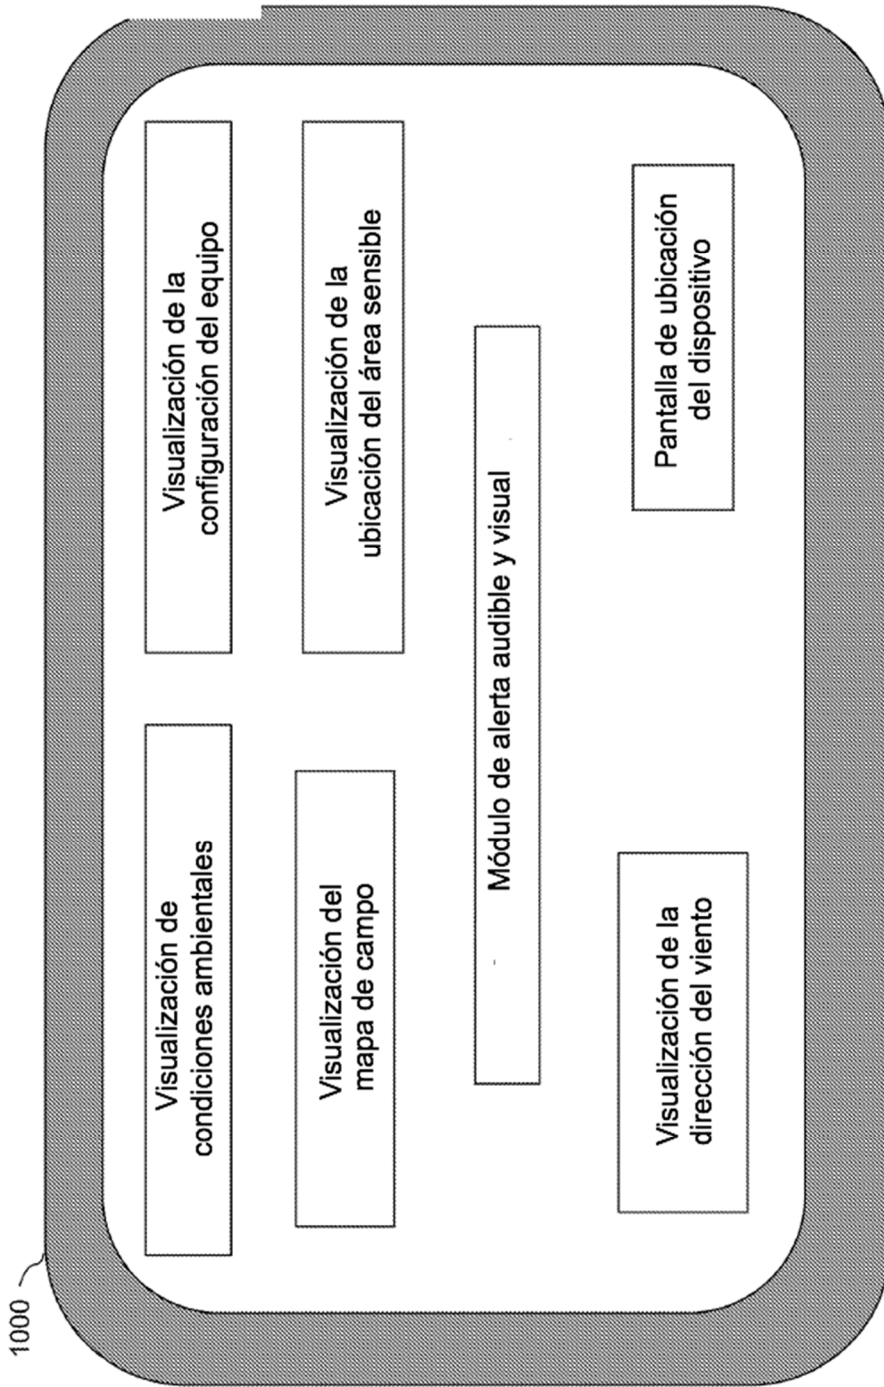 1000
Visualización de
condiciones ambientales
Visualización de la
configuración del equipo
Visualización del
mapa de campo
Visualización de la
ubicación del área sensible
Módulo de alerta audible y visual
Visualización de la
dirección del viento
Pantalla de ubicación
del dispositivo